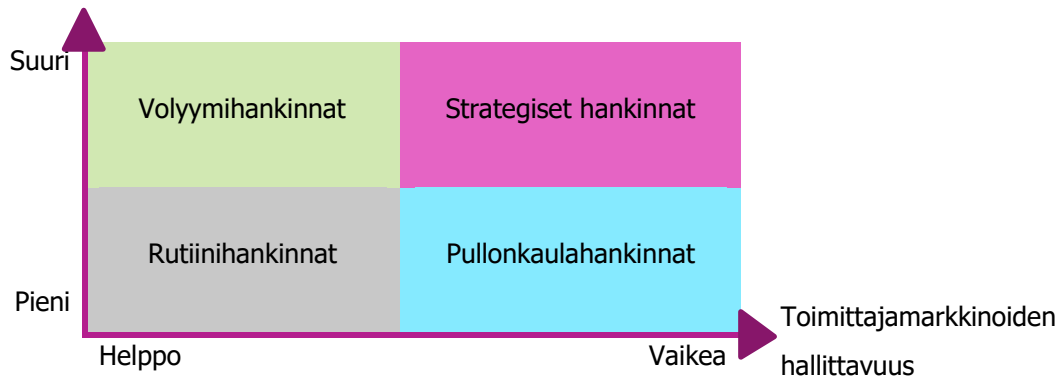 Suuri
Volyymihankinnat
Strategiset hankinnat
Rutiinihankinnat
Pullonkaulahankinnat
Pieni
Helppo
Vaikea
Toimittajamarkkinoiden
hallittavuus